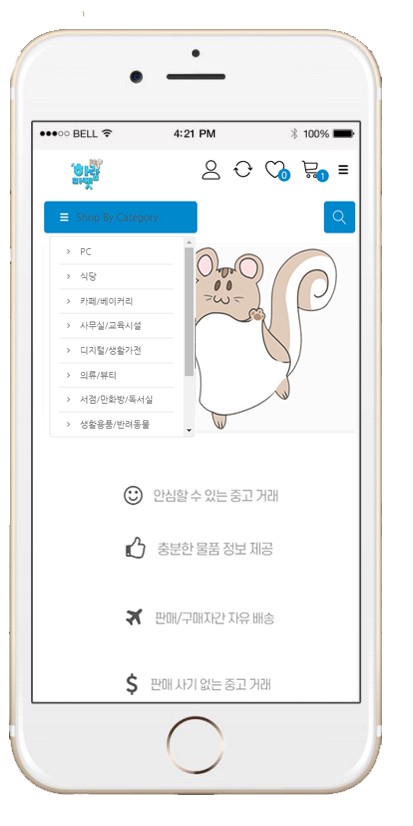 BELL
4:21 PM
100%
하람
마켓
0
1
Shop By Category
PC
식당
카페/베이커리
사무실/교육시설
디지털/생활가전
의류/뷰티
서점/만화방/독서실
생활용품/반려동물
안심할 수 있는 중고 거래
충분한 물품 정보 제공
판매/구매자간 자유 배송
판매 사기 없는 중고 거래